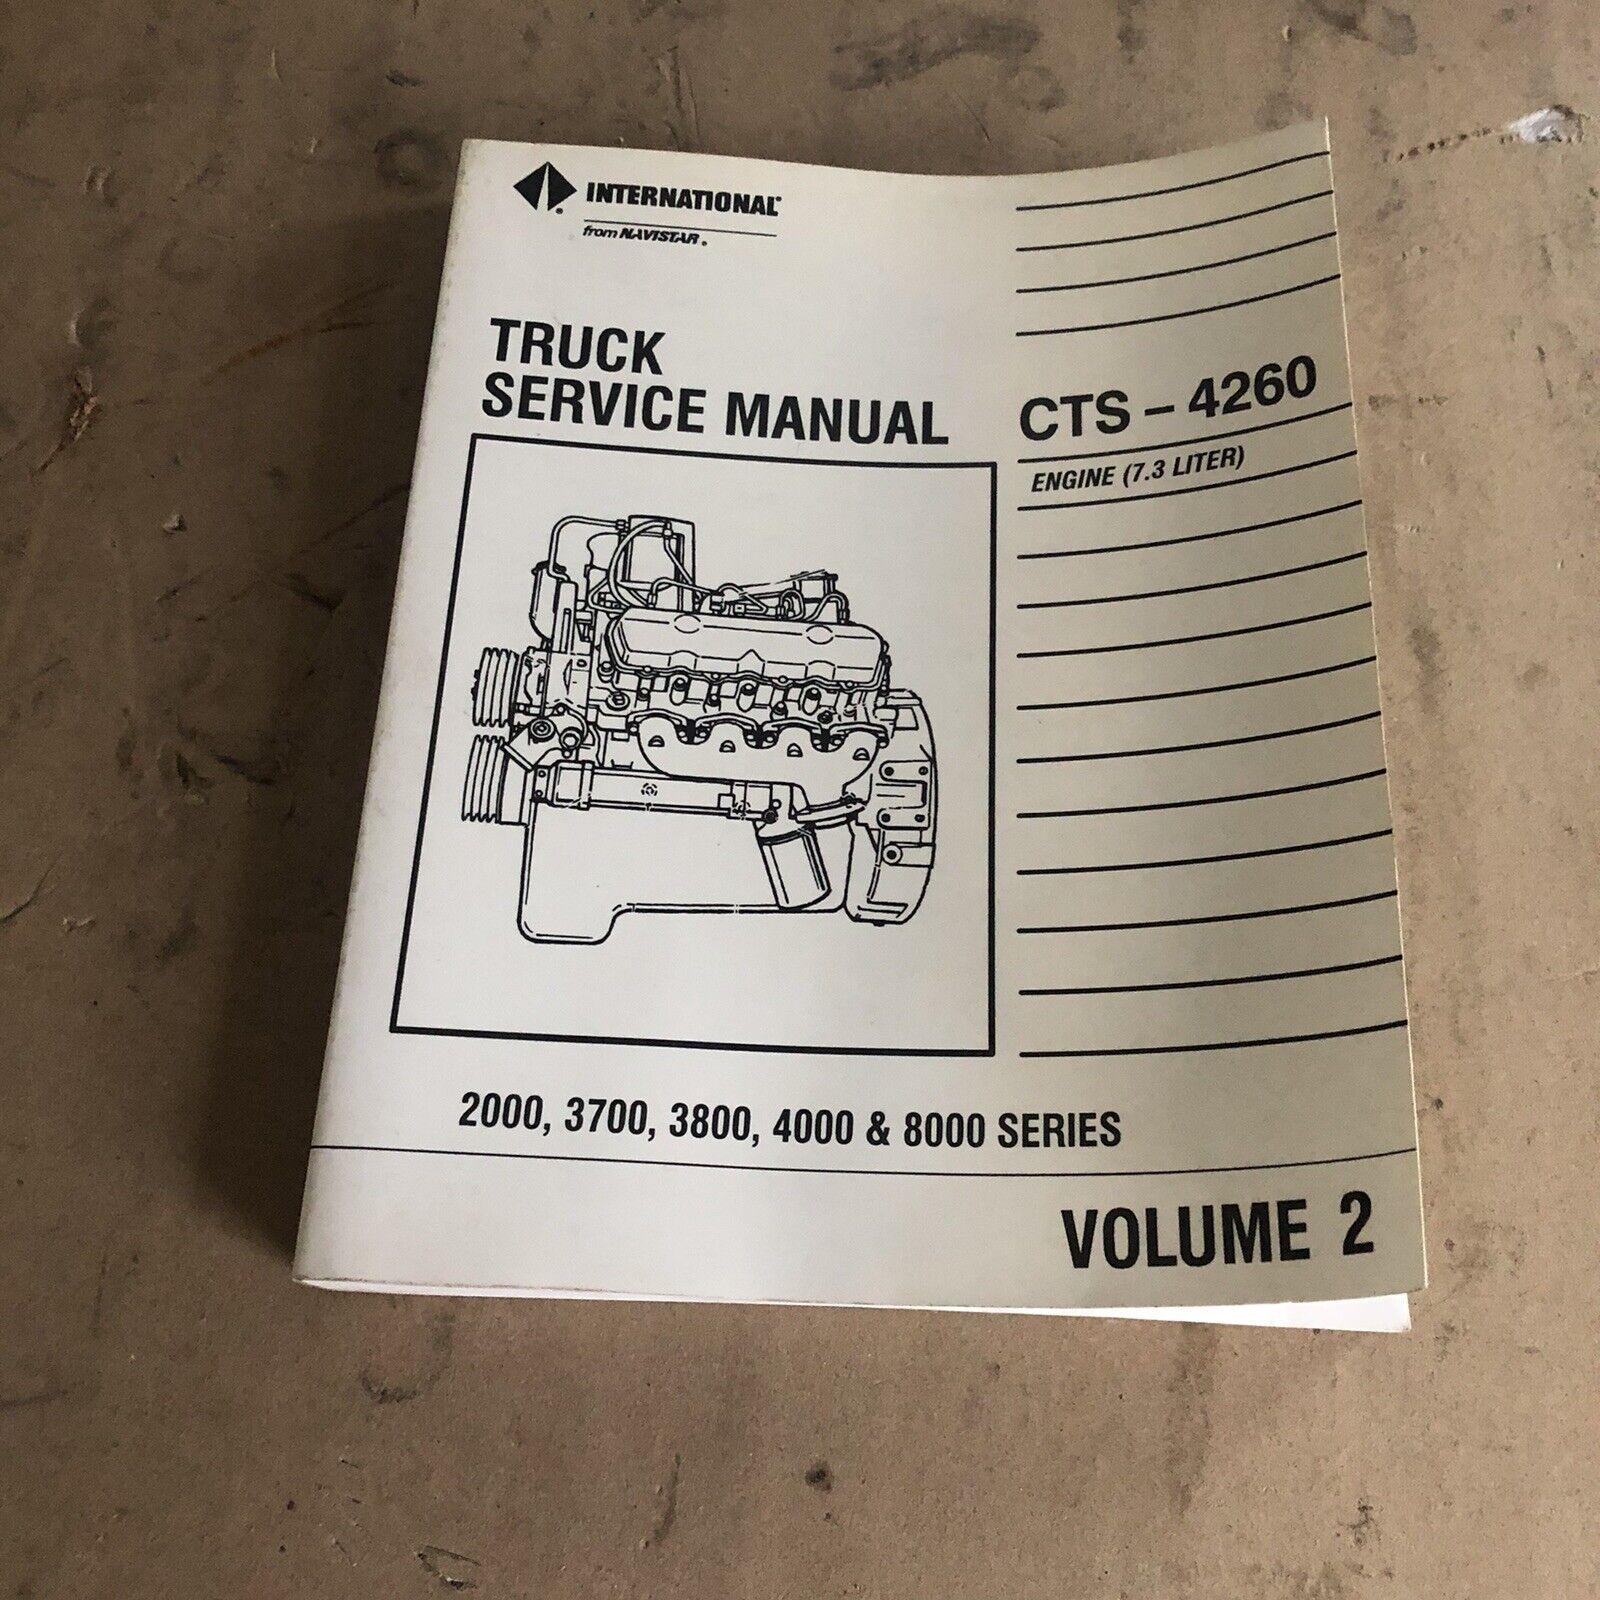 INTERNATIONAL®
from NAVISTAR®
TRUCK
SERVICE MANUAL
CTS – 4260
ENGINE (7.3 LITER)
2000, 3700, 3800, 4000 & 8000 SERIES
VOLUME 2